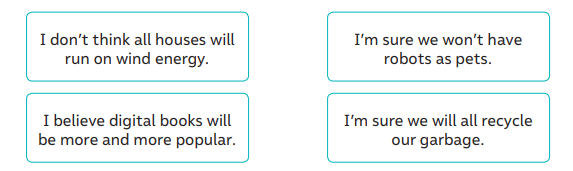 I don't think all houses will
run on wind energy.
I'm sure we won't have
robots as pets.
I believe digital books will
be more and more popular.
I'm sure we will all recycle
our garbage.